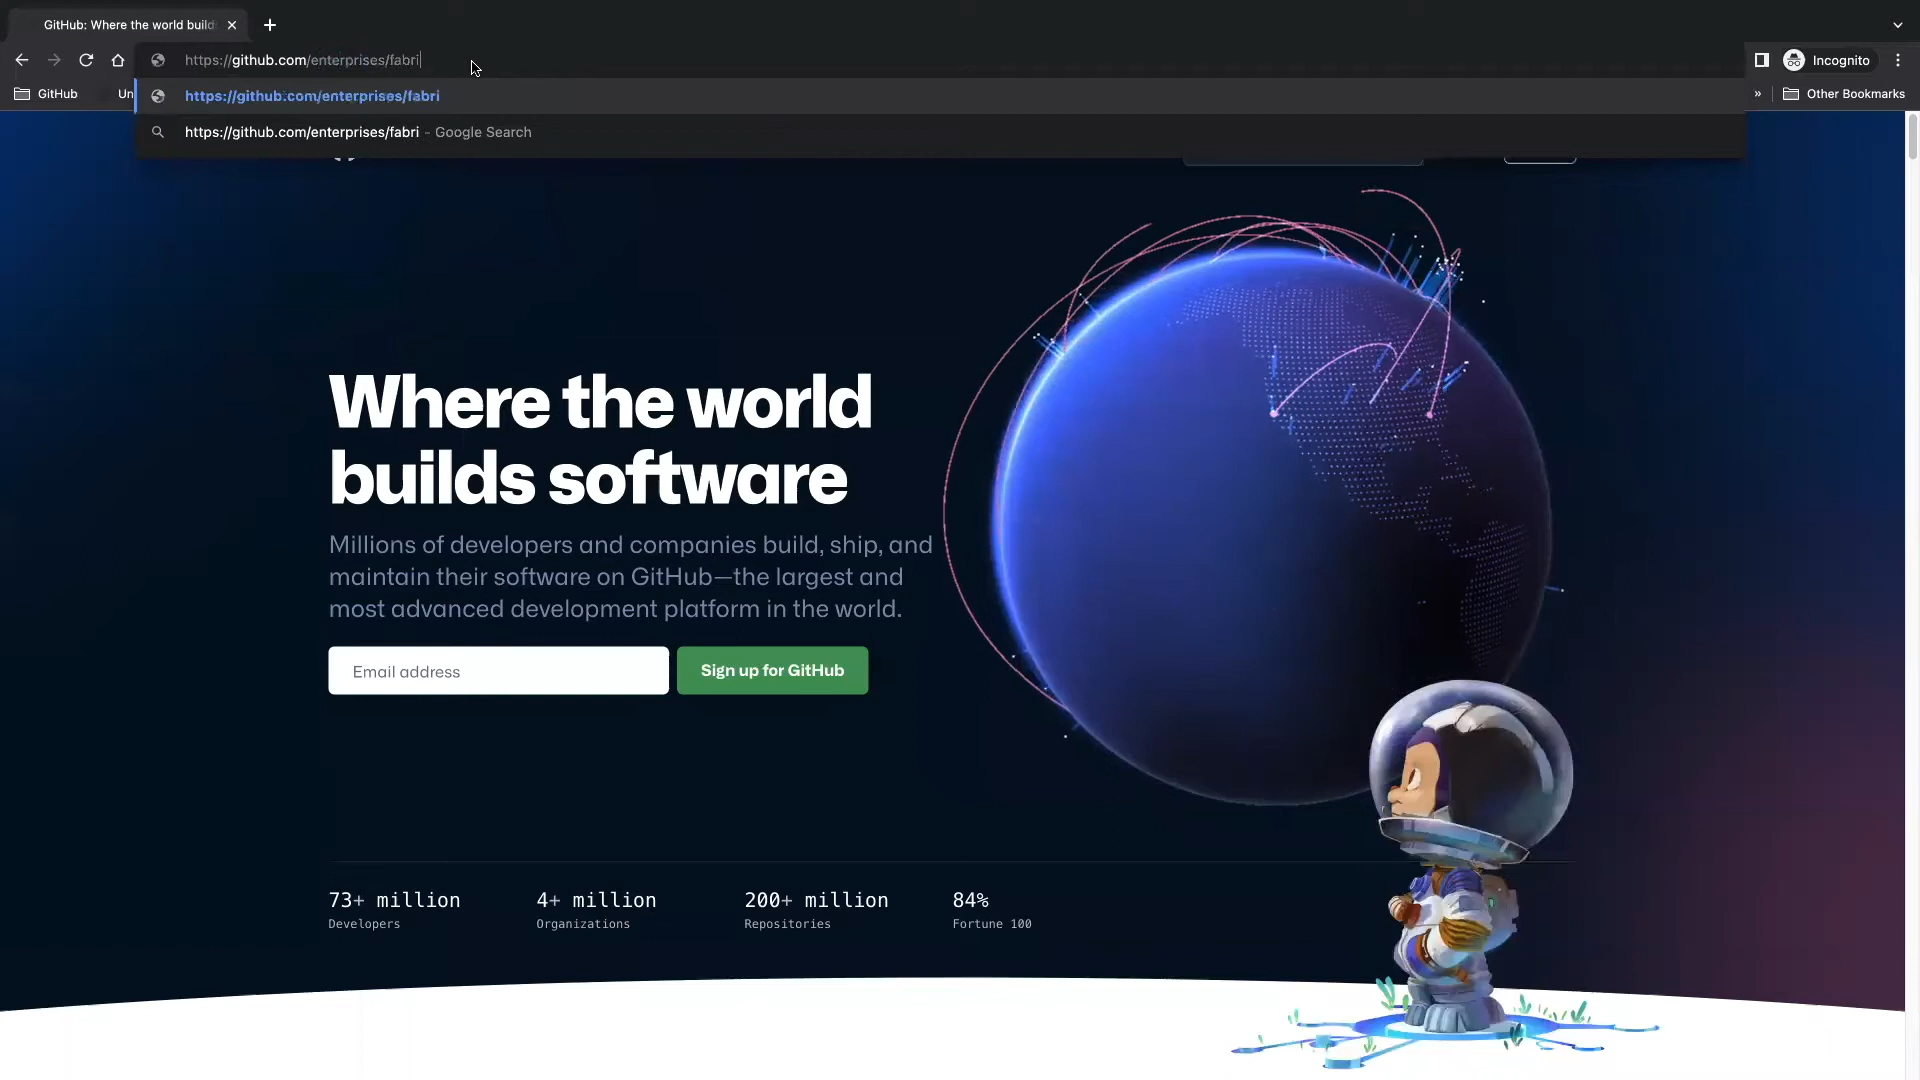 GitHub: Where the world build
https://github.com/enterprises/fabri
Incognito
https://github.com/enterprises/fabri
https://github.com/enterprises/fabri - Google Search
GitHub
Un
»
Other Bookmarks
Where the world
builds software
Millions of developers and companies build, ship, and
maintain their software on GitHub—the largest and
most advanced development platform in the world.
Email address
Sign up for GitHub
73+ million
Developers
4+ million
Organizations
200+ million
Repositories
84%
Fortune 100